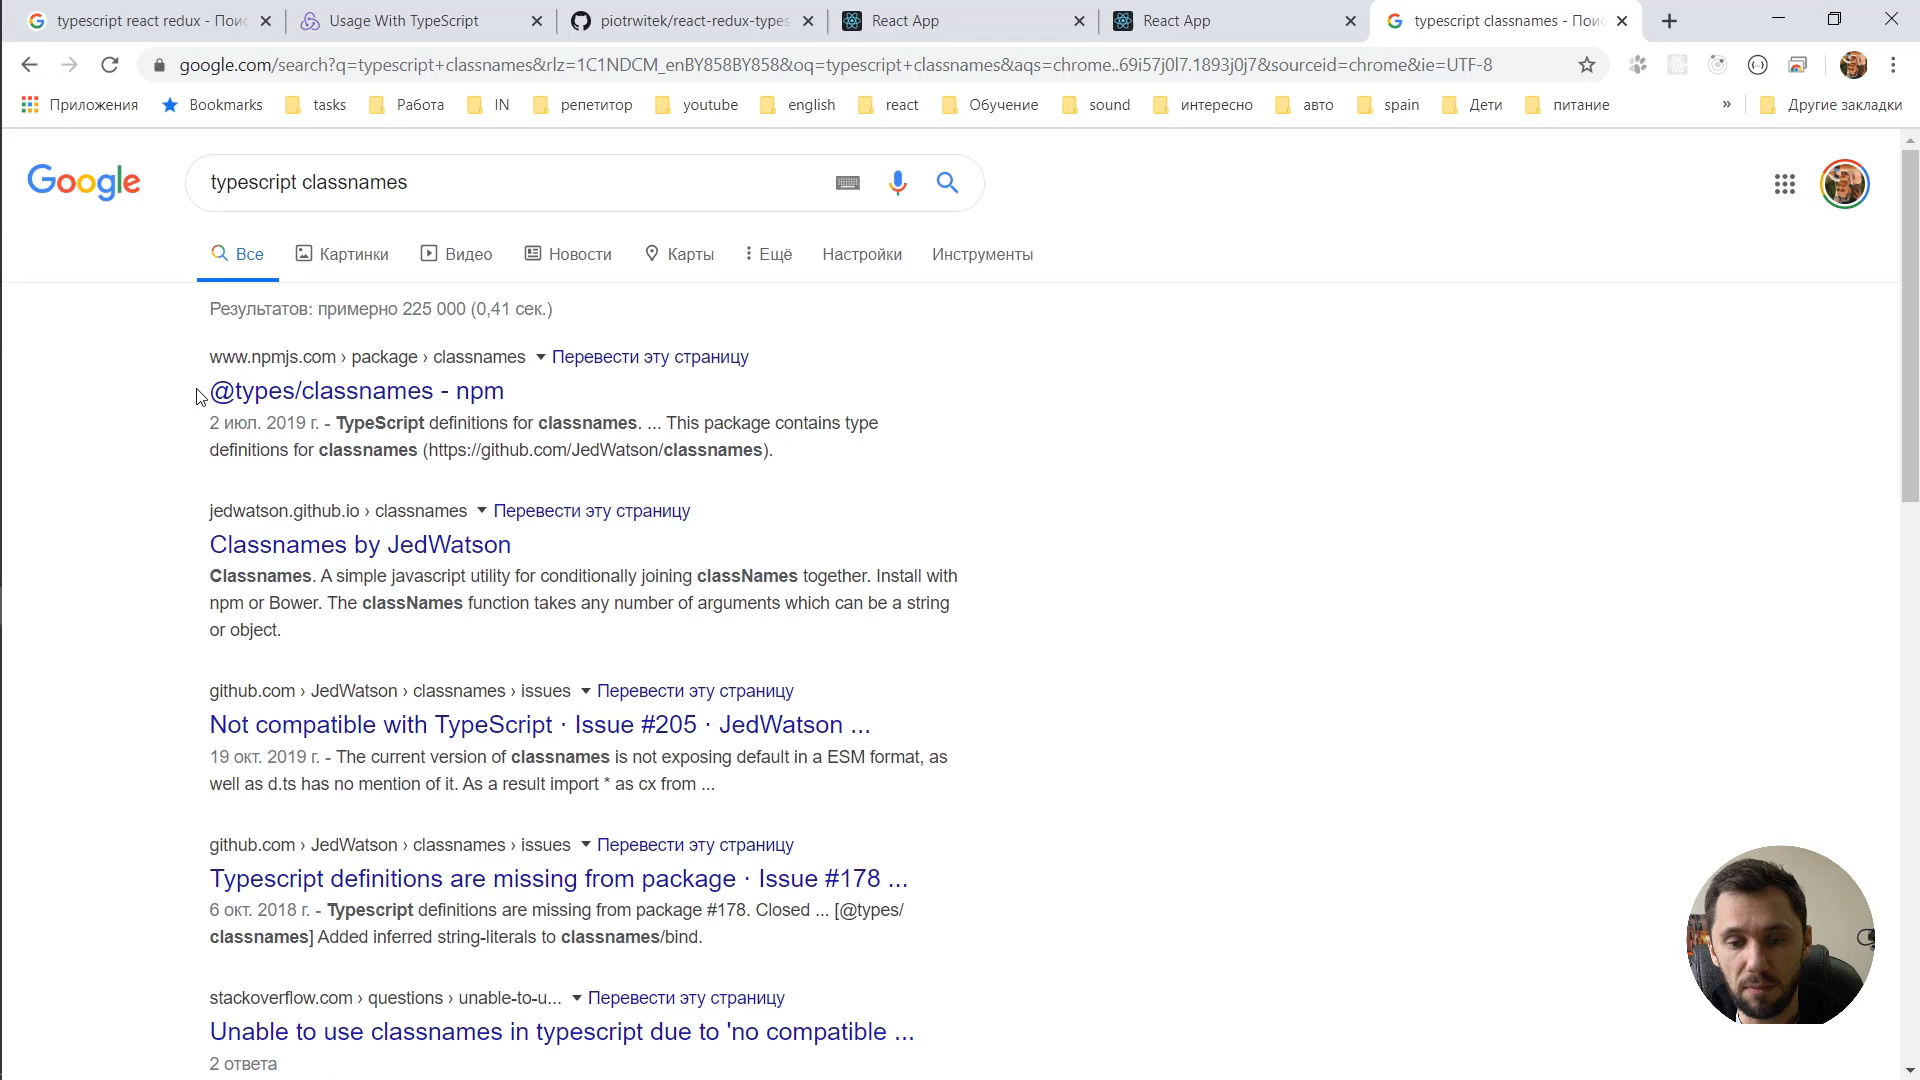 typescript react redux - Пои
Usage With TypeScript
piotrwitek/react-redux-types
React App
React App
typescript classnames - Пои
google.com/search?q=typescript+classnames&rlz=1C1NDCM_enBY858BY858&oq=typescript+classnames&aqs=chrome..69i57j0l7.1893j0j7&sourceid=chrome&ie=UTF-8
Приложения
Bookmarks
tasks
Работа
IN
репетитор
youtube
english
react
Обучение
sound
интересно
авто
spain
Дети
питание
»
Другие закладки
Google
typescript classnames
Все
Картинки
Видео
Новости
Карты
Ещё
Настройки
Инструменты
Результатов: примерно 225 000 (0,41 сек.)
www.npmjs.com › package › classnames Перевести эту страницу
@types/classnames - npm
2 июл. 2019 г. - TypeScript definitions for classnames. ... This package contains type
definitions for classnames (https://github.com/JedWatson/classnames).
jedwatson.github.io › classnames Перевести эту страницу
Classnames by JedWatson
Classnames. A simple javascript utility for conditionally joining classNames together. Install with
npm or Bower. The classNames function takes any number of arguments which can be a string
or object.
github.com › JedWatson › classnames › issues Перевести эту страницу
Not compatible with TypeScript · Issue #205 · JedWatson ...
19 окт. 2019 г. - The current version of classnames is not exposing default in a ESM format, as
well as d.ts has no mention of it. As a result import * as cx from ...
github.com › JedWatson › classnames › issues Перевести эту страницу
Typescript definitions are missing from package · Issue #178 ...
6 окт. 2018 г. - Typescript definitions are missing from package #178. Closed ... [@types/
classnames] Added inferred string-literals to classnames/bind.
stackoverflow.com › questions › unable-to-u... Перевести эту страницу
Unable to use classnames in typescript due to 'no compatible ...
2 ответа